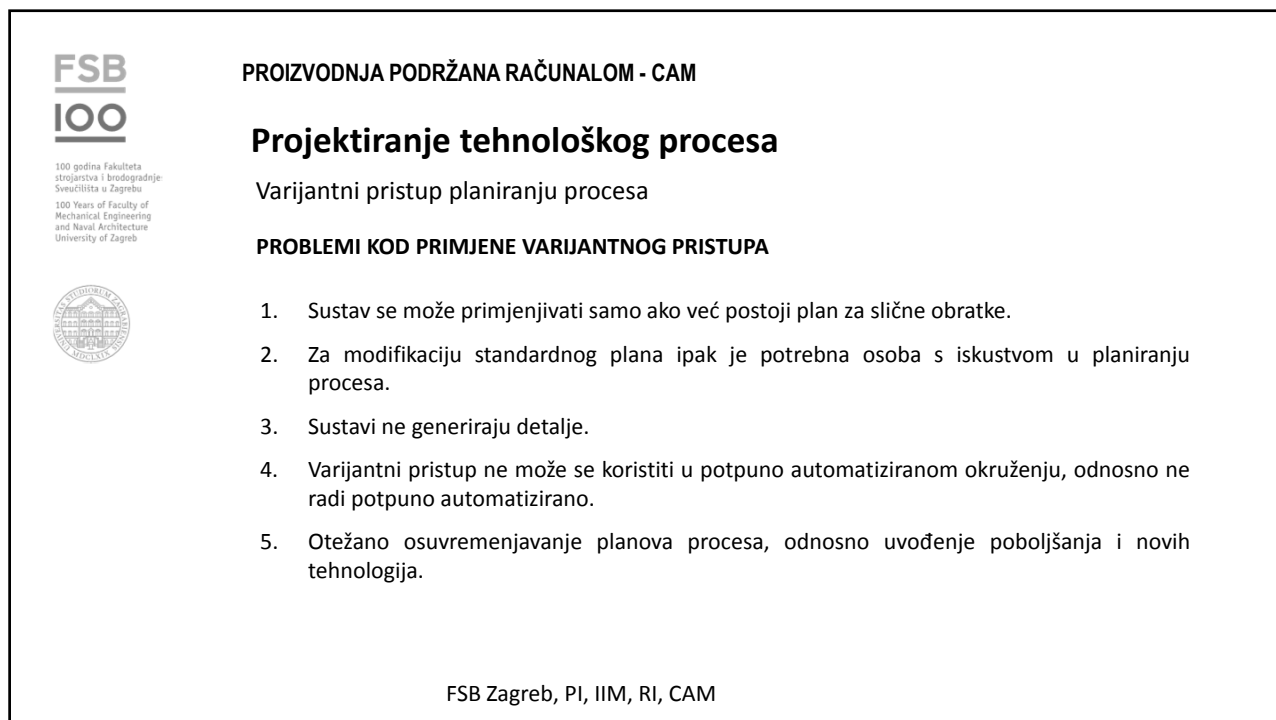 FSB
100
100 godina Fakulteta
strojarstva i brodogradnje
Sveučilišta u Zagrebu
100 Years of Faculty of
Mechanical Engineering
and Naval Architecture
University of Zagreb
PROIZVODNJA PODRŽANA RAČUNALOM - CAM
Projektiranje tehnološkog procesa
Varijantni pristup planiranju procesa
PROBLEMI KOD PRIMJENE VARIJANTNOG PRISTUPA
1. Sustav se može primjenjivati samo ako već postoji plan za slične obratke.
2. Za modifikaciju standardnog plana ipak je potrebna osoba s iskustvom u planiranju
procesa.
3. Sustavi ne generiraju detalje.
4. Varijantni pristup ne može se koristiti u potpuno automatiziranom okruženju, odnosno ne
radi potpuno automatizirano.
5. Otežano osuvremenjavanje planova procesa, odnosno uvođenje poboljšanja i novih
tehnologija.
FSB Zagreb, PI, IIM, RI, CAM